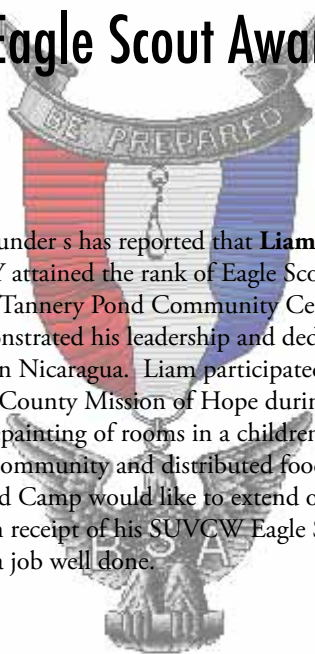 Eagle Scout Awa
BE PREPARED
under s has reported that Liam
Y attained the rank of Eagle Sco
Tannery Pond Community Ce
onstrated his leadership and ded
n Nicaragua. Liam participated
County Mission of Hope durin
painting of rooms in a children
ommunity and distributed food
d Camp would like to extend o
n receipt of his SUVCW Eagle S
a job well done.
B S A